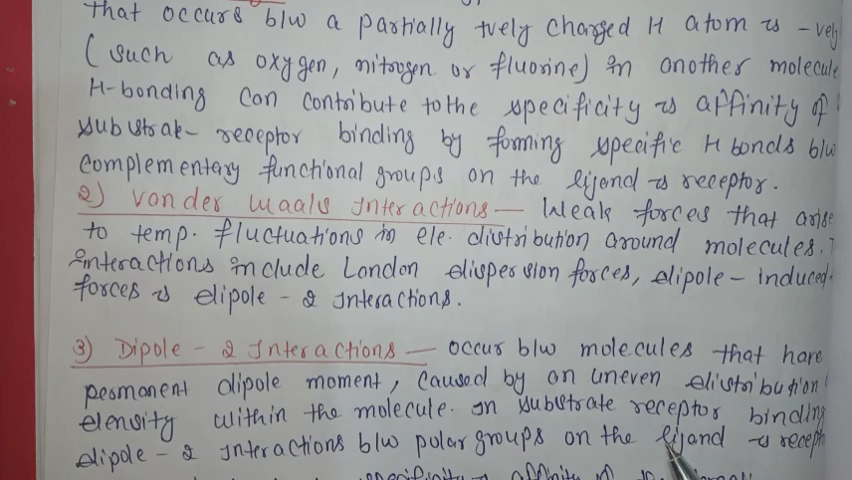 that occurs b/w a partially +vely charged H atom & -vely
(such as oxygen, nitrogen or fluorine) in another molecule
H-bonding can contribute to the specificity & affinity of
substrak- receptor binding by forming specific H bonds b/w
complementary functional groups on the ligand & receptor.
2) Van der Waals Interactions - Weak forces that arise
to temp. fluctuations in ele. distribution around molecules.
interactions include London dispersion forces, dipole - induced
forces & dipole - 2 interactions.
3) Dipole - 2 Interactions - occur b/w molecules that have
permanent dipole moment, caused by an uneven distribution
density within the molecule. In substrate receptor binding
dipole - 2 Interactions b/w polar groups on the ligand & recept
specificity & affinity of